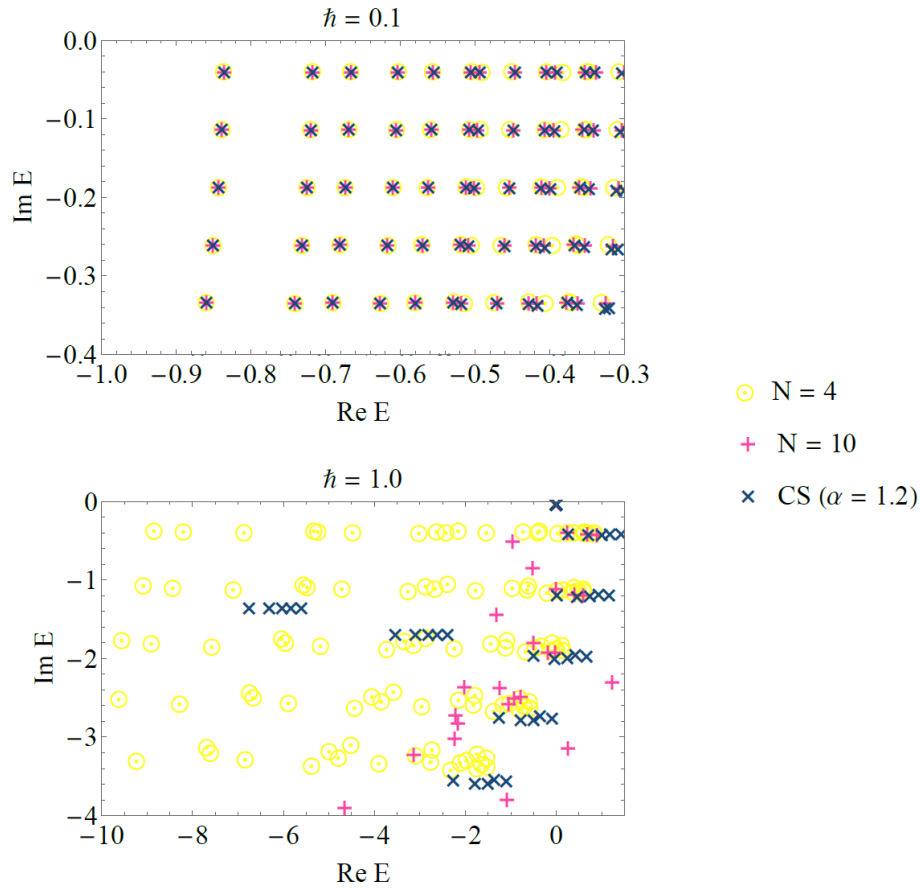 ħ = 0.1
0.0
−0.1
−0.2
−0.3
−0.4
Im E
−1.0 −0.9 −0.8 −0.7 −0.6 −0.5 −0.4 −0.3
Re E
N = 4
N = 10
CS (α = 1.2)
ħ = 1.0
0
−1
−2
−3
−4
Im E
−10 −8 −6 −4 −2 0
Re E